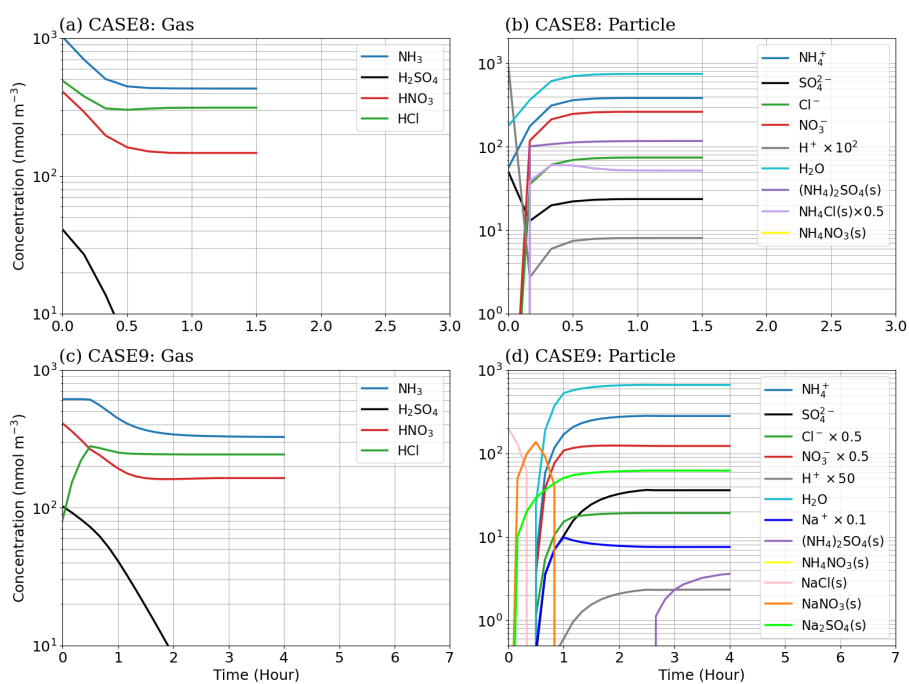 (a) CASE8: Gas
(b) CASE8: Particle
Concentration (nmmol m⁻³)
10³
10²
10¹
0.0 0.5 1.0 1.5 2.0 2.5 3.0
NH₃
H₂SO₄
HNO₃
HCl
10³
10²
10¹
10⁰
0.0 0.5 1.0 1.5 2.0 2.5 3.0
NH₄⁺
SO₄²⁻
Cl⁻
NO₃⁻
H⁺ × 10²
H₂O
(NH₄)₂SO₄(s)
NH₄Cl(s)×0.5
NH₄NO₃(s)
(c) CASE9: Gas
(d) CASE9: Particle
Concentration (nmol m⁻³)
10³
10²
10¹
0 1 2 3 4 5 6 7
Time (Hour)
NH₃
H₂SO₄
HNO₃
HCl
10³
10²
10¹
10⁰
0 1 2 3 4 5 6 7
Time (Hour)
NH₄⁺
SO₄²⁻
Cl⁻ × 0.5
NO₃⁻ × 0.5
H⁺ × 50
H₂O
Na⁺ × 0.1
(NH₄)₂SO₄(s)
NH₄NO₃(s)
NaCl(s)
NaNO₃(s)
Na₂SO₄(s)